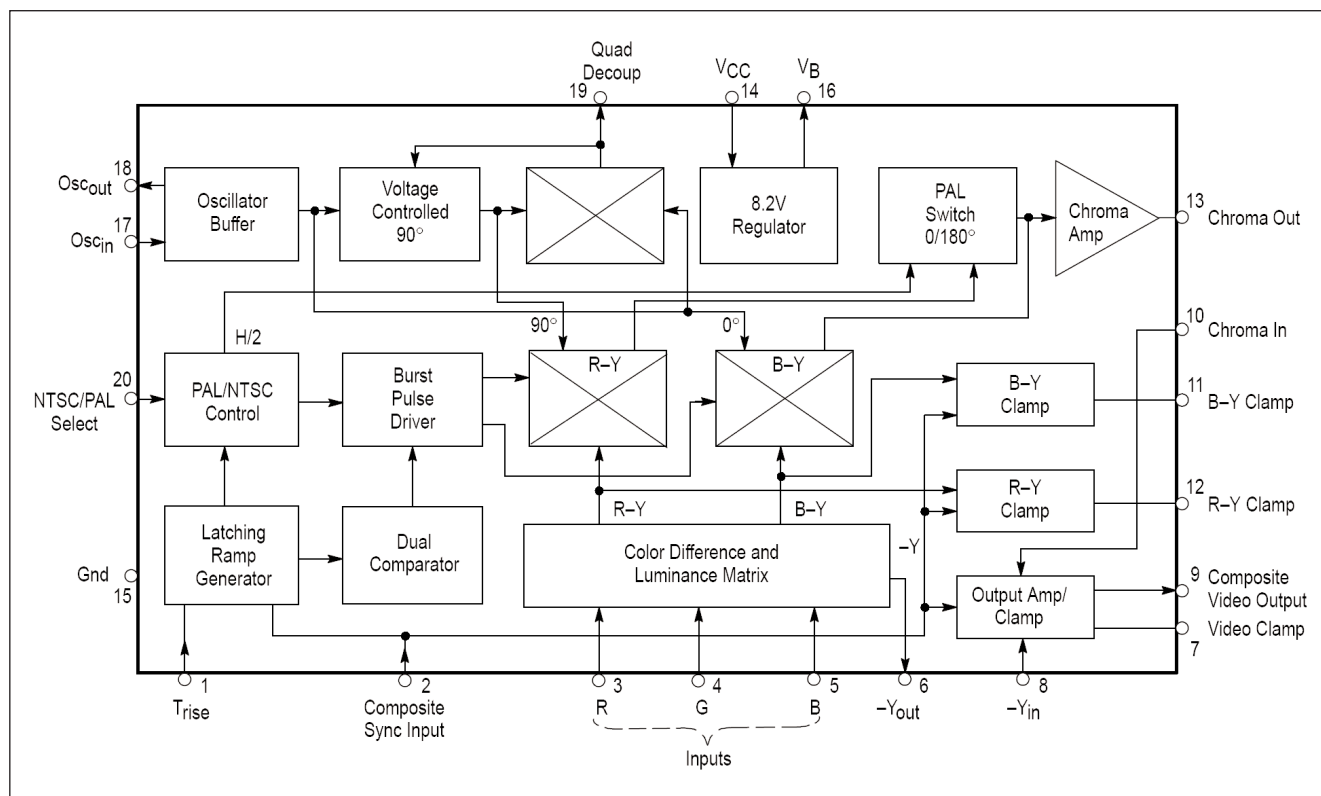 Quad
Decoup
19
VCC
14
VB
16
18
Oscout
17
Oscin
Oscillator
Buffer
Voltage
Controlled
90°
8.2V
Regulator
PAL
Switch
0/180°
Chroma
Amp
13
Chroma Out
H/2
90°
0°
10
Chroma In
20
NTSC/PAL
Select
PAL/NTSC
Control
Burst
Pulse
Driver
R–Y
B–Y
B–Y
Clamp
11
B–Y Clamp
R–Y
Clamp
12
R–Y Clamp
R–Y
B–Y
Latching
Ramp
Generator
Dual
Comparator
Color Difference and
Luminance Matrix
–Y
Gnd
15
Output Amp/
Clamp
9
Composite
Video Output
Video Clamp
7
1
Trise
2
Composite
Sync Input
3
R
4
G
5
B
6
–Yout
8
–Yin
Inputs